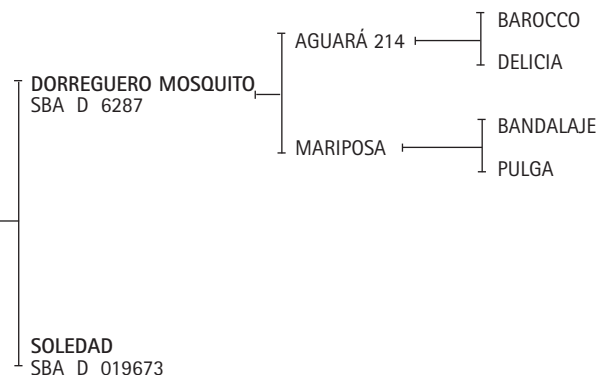 BAROCCO
AGUARÁ 214
DELICIA
DORREGUERO MOSQUITO
SBA D 6287
BANDALAJE
MARIPOSA
PULGA
SOLEDAD
SBA D 019673